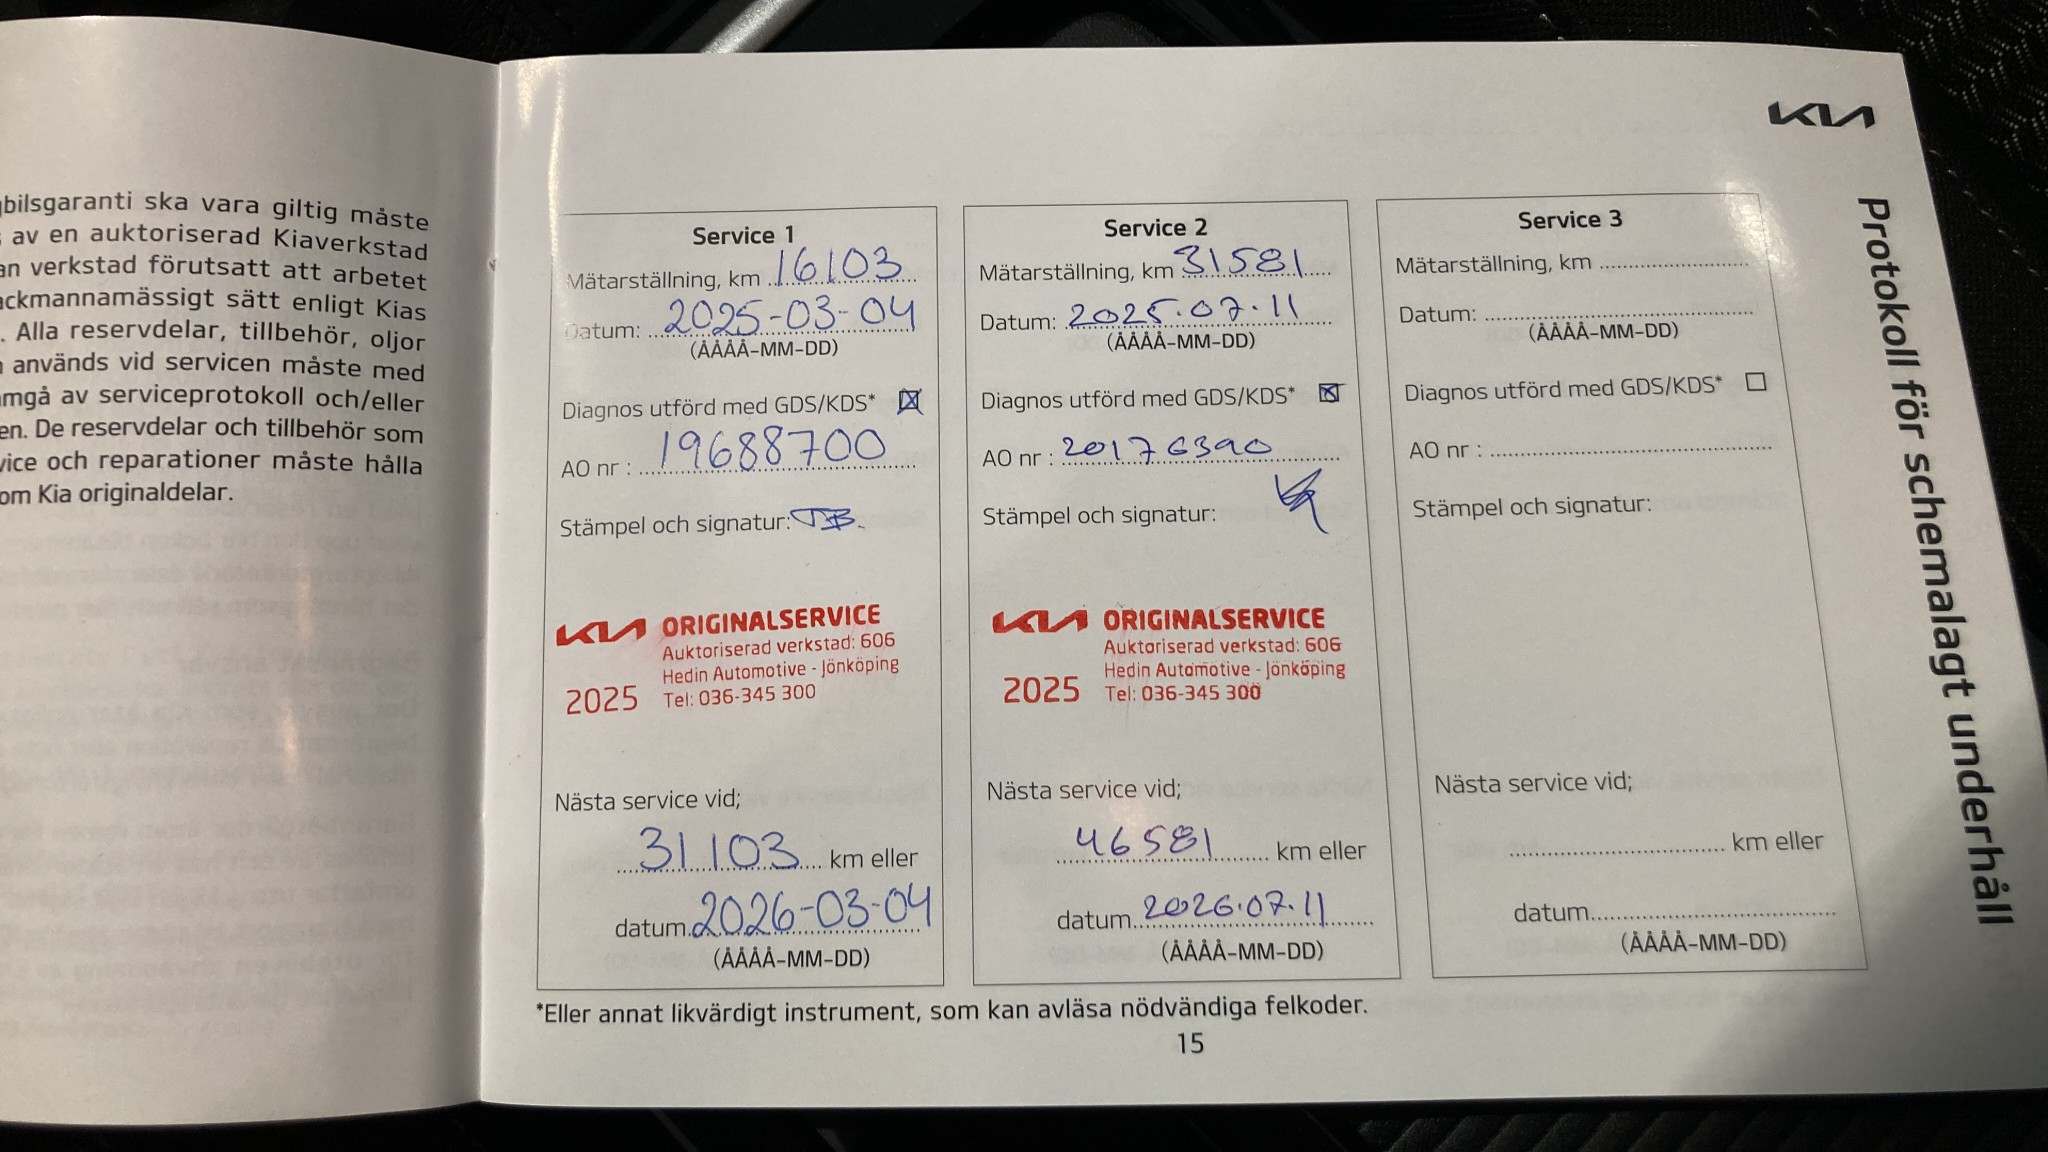 bilsgaranti ska vara giltig måste
av en auktoriserad Kiaverkstad
an verkstad förutsatt att arbetet
ackmannamässigt sätt enligt Kias
. Alla reservdelar, tillbehör, oljor
används vid servicen måste med
mgå av serviceprotokoll och/eller
en. De reservdelar och tillbehör som
vice och reparationer måste hålla
om Kia originaldelar.
KIA
Protokoll för schemalagt underhåll
Service 1
Mätarställning, km 16103
Datum: 2025-03-04
(ÅÅÅÅ-MM-DD)
Diagnos utförd med GDS/KDS* ☒
AO nr : 19688700
Stämpel och signatur: TB.
KIA ORIGINALSERVICE
Auktoriserad verkstad: 606
Hedin Automotive - Jönköping
2025 Tel: 036-345 300
Nästa service vid;
31103 km eller
datum 2026-03-04
(ÅÅÅÅ-MM-DD)
Service 2
Mätarställning, km 31581
Datum: 2025.07.11
(ÅÅÅÅ-MM-DD)
Diagnos utförd med GDS/KDS* ☒
AO nr : 20176390
Stämpel och signatur:
KIA ORIGINALSERVICE
Auktoriserad verkstad: 606
Hedin Automotive - Jönköping
2025 Tel: 036-345 300
Nästa service vid;
46581 km eller
datum 2026.07.11
(ÅÅÅÅ-MM-DD)
Service 3
Mätarställning, km
Datum:
(ÅÅÅÅ-MM-DD)
Diagnos utförd med GDS/KDS* ☐
AO nr :
Stämpel och signatur:
Nästa service vid;
km eller
datum
(ÅÅÅÅ-MM-DD)
*Eller annat likvärdigt instrument, som kan avläsa nödvändiga felkoder.
15